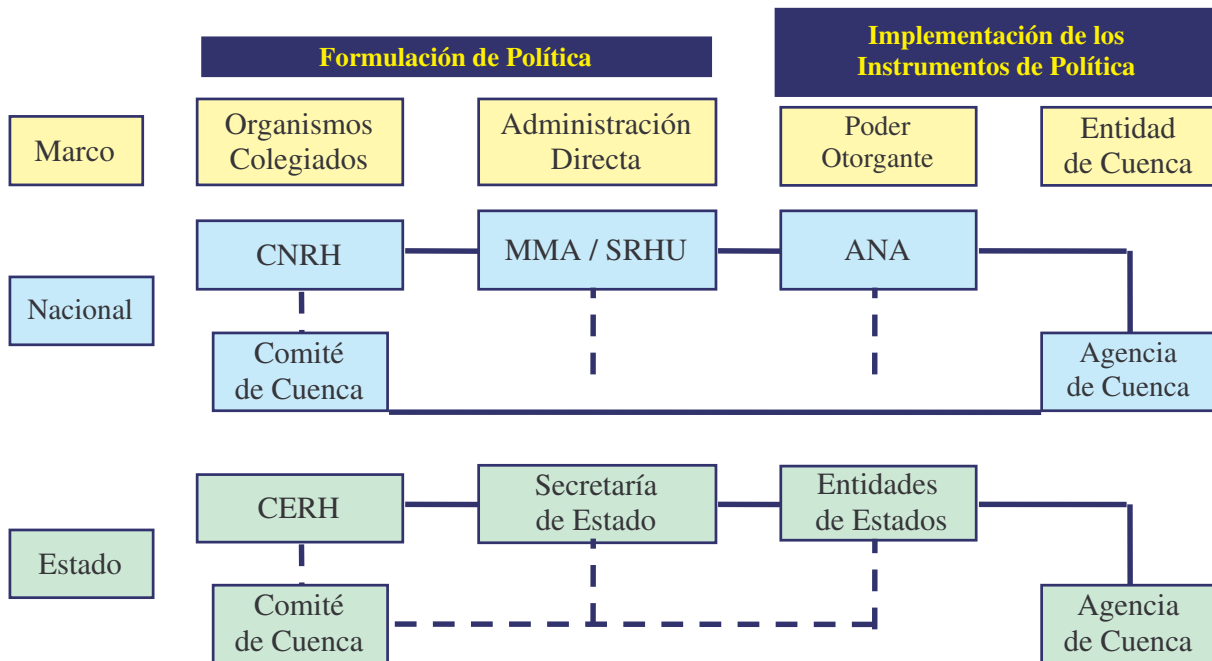 Formulación de Política
Implementación de los
Instrumentos de Política
Marco
Organismos
Colegiados
Administración
Directa
Poder
Otorgante
Entidad
de Cuenca
Nacional
CNRH
MMA / SRHU
ANA
Comité
de Cuenca
Agencia
de Cuenca
Estado
CERH
Secretaría
de Estado
Entidades
de Estados
Comité
de Cuenca
Agencia
de Cuenca